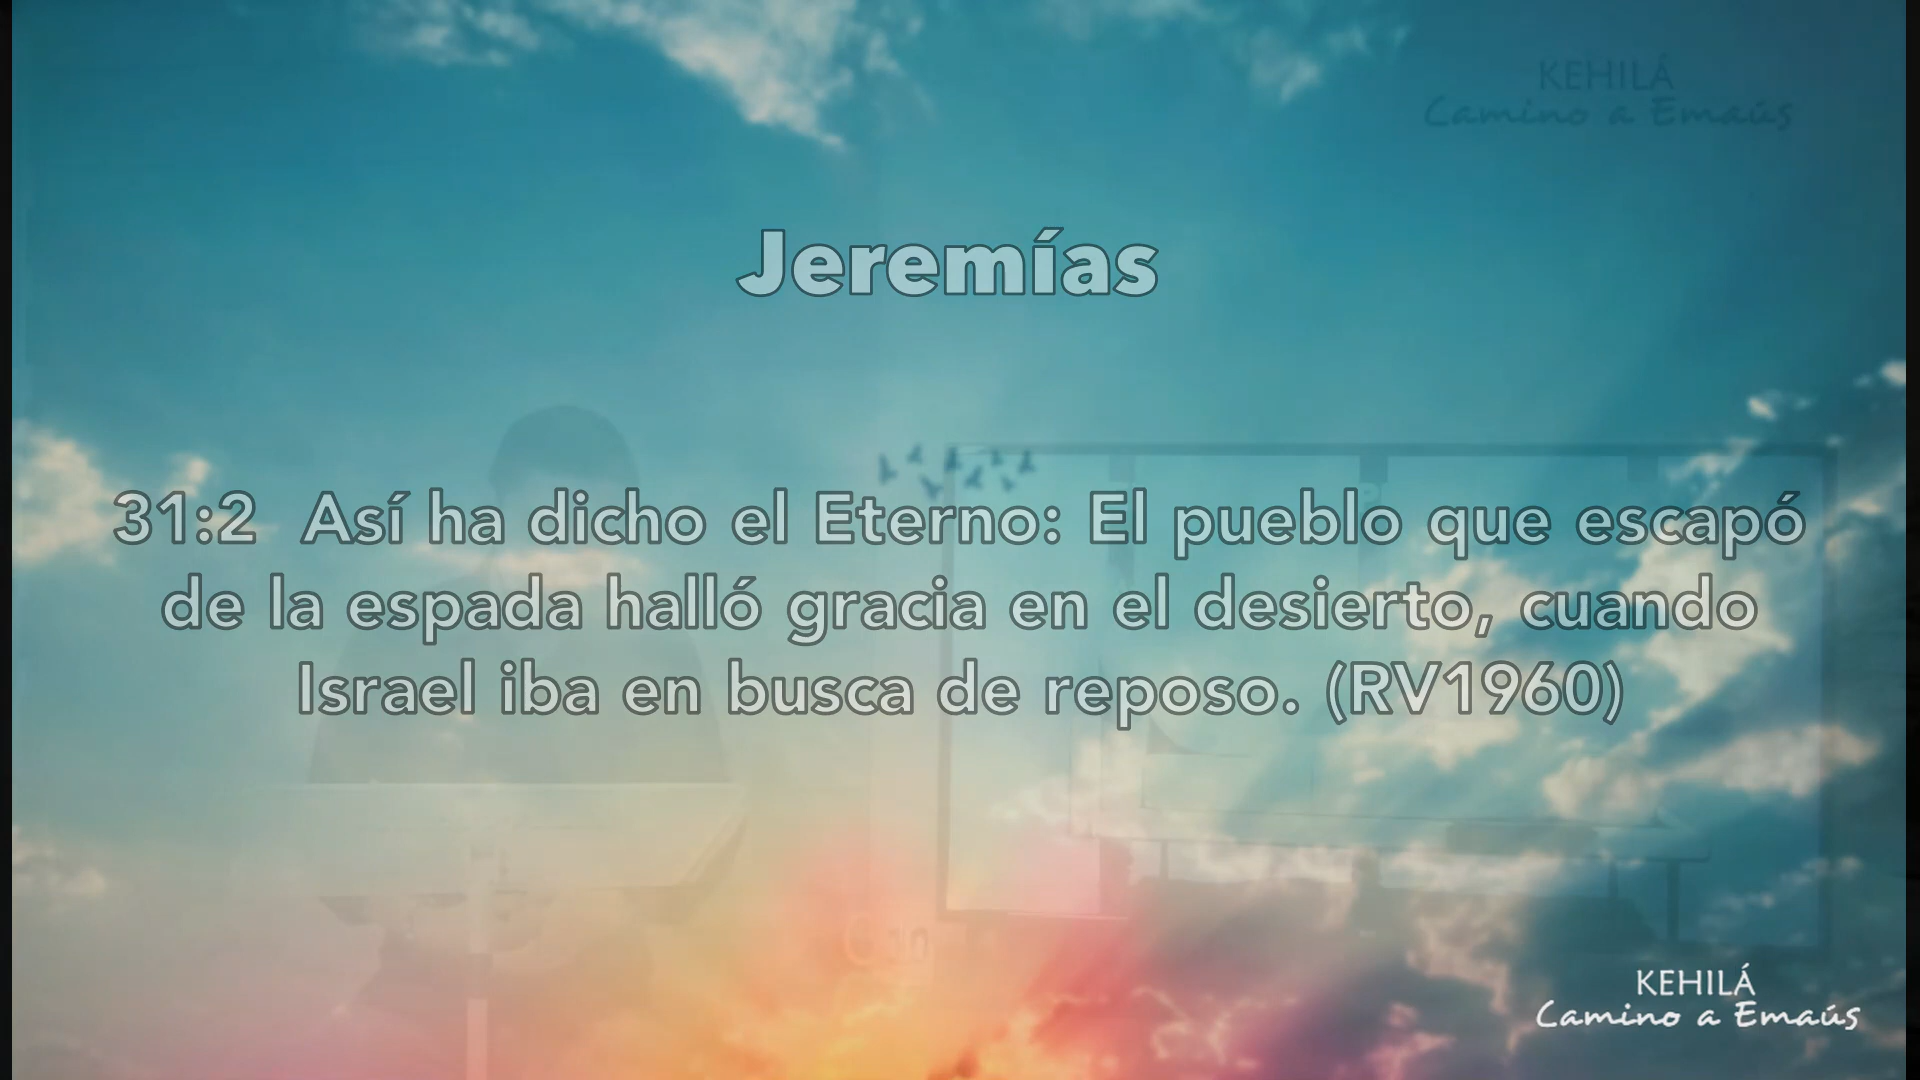 KEHILÁ
Camino a Emaús
Jeremías
31:2 Así ha dicho el Eterno: El pueblo que escapó
de la espada halló gracia en el desierto, cuando
Israel iba en busca de reposo. (RV1960)
KEHILÁ
Camino a Emaús